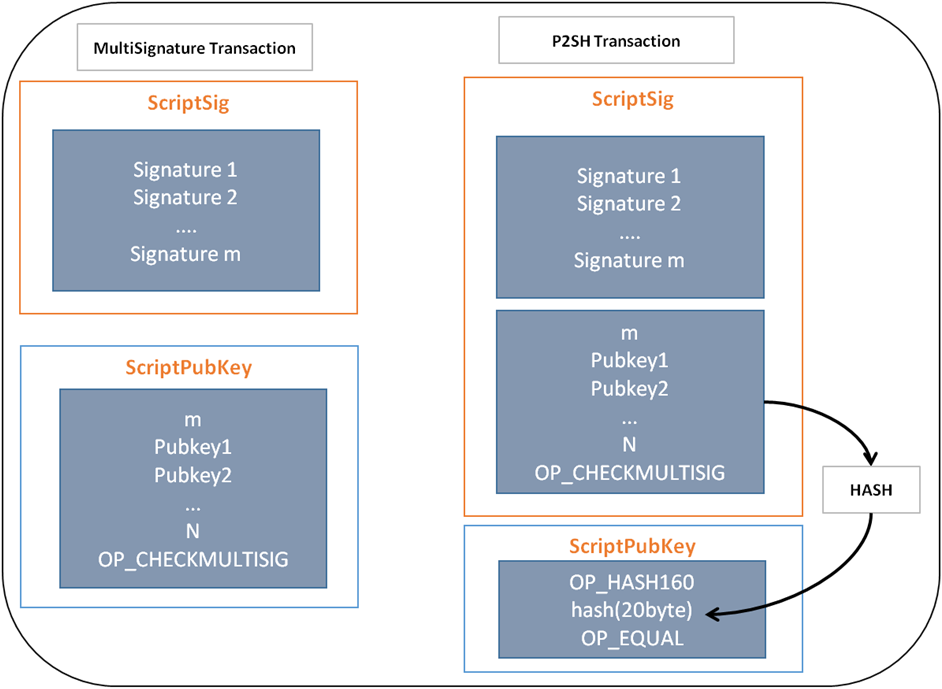 MultiSignature Transaction
ScriptSig
Signature 1
Signature 2
....
Signature m
ScriptPubKey
m
Pubkey1
Pubkey2
...
N
OP_CHECKMULTISIG
P2SH Transaction
ScriptSig
Signature 1
Signature 2
....
Signature m
m
Pubkey1
Pubkey2
...
N
OP_CHECKMULTISIG
HASH
ScriptPubKey
OP_HASH160
hash(20byte)
OP_EQUAL